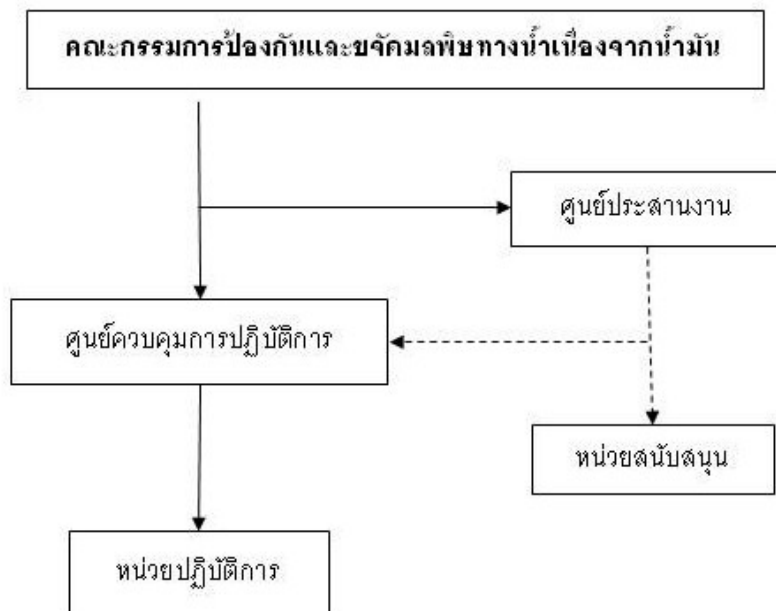 คณะกรรมการป้องกันและขจัดมลพิษทางน้ำเนื่องจากน้ำมัน
ศูนย์ประสานงาน
ศูนย์ควบคุมการปฏิบัติการ
หน่วยสนับสนุน
หน่วยปฏิบัติการ